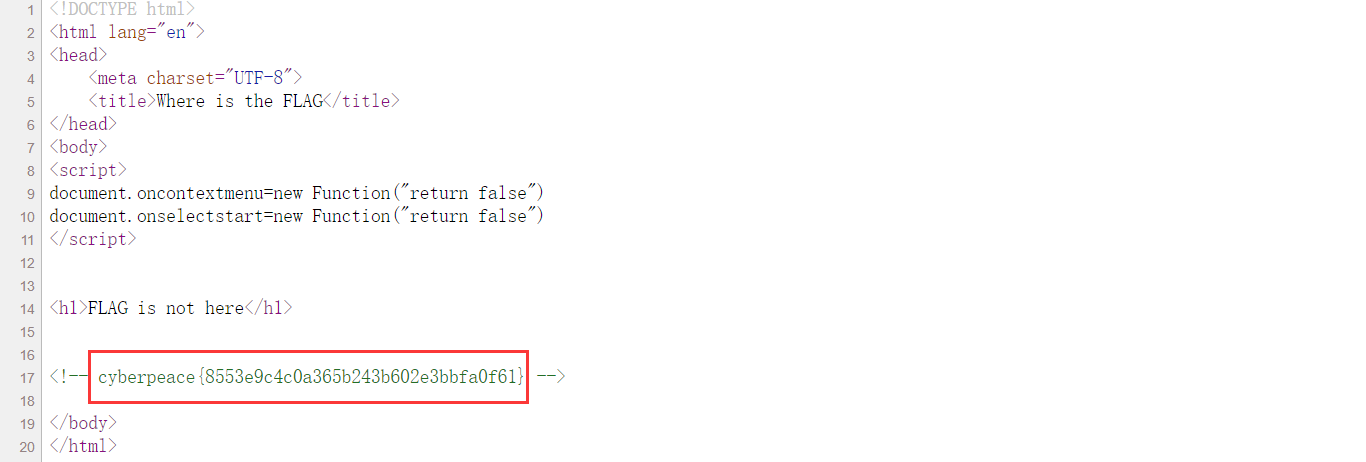 1 <!DOCTYPE html>
2 <html lang="en">
3 <head>
4     <meta charset="UTF-8">
5     <title>Where is the FLAG</title>
6 </head>
7 <body>
8 <script>
9 document.oncontextmenu=new Function("return false")
10 document.onselectstart=new Function("return false")
11 </script>
12
13
14 <h1>FLAG is not here</h1>
15
16
17 <!-- cyberpeace{8553e9c4c0a365b243b602e3bbfa0f61} -->
18
19 </body>
20 </html>